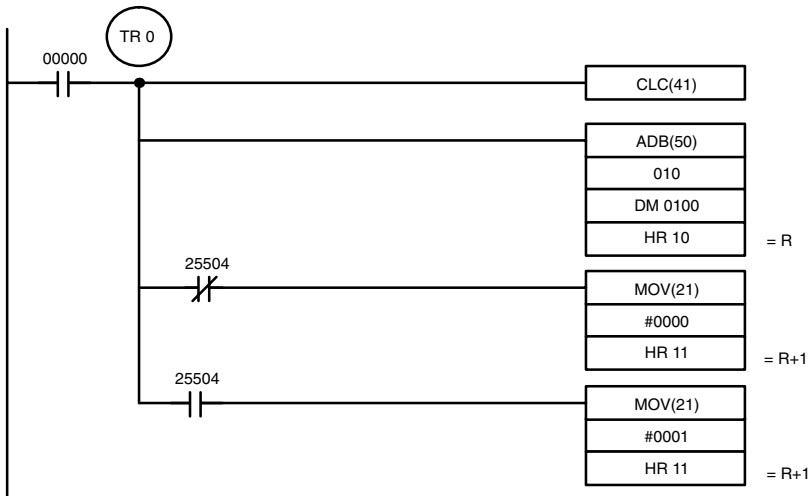 TR 0
00000
CLC(41)
ADB(50)
010
DM 0100
HR 10 = R
25504
MOV(21)
#0000
HR 11 = R+1
25504
MOV(21)
#0001
HR 11 = R+1